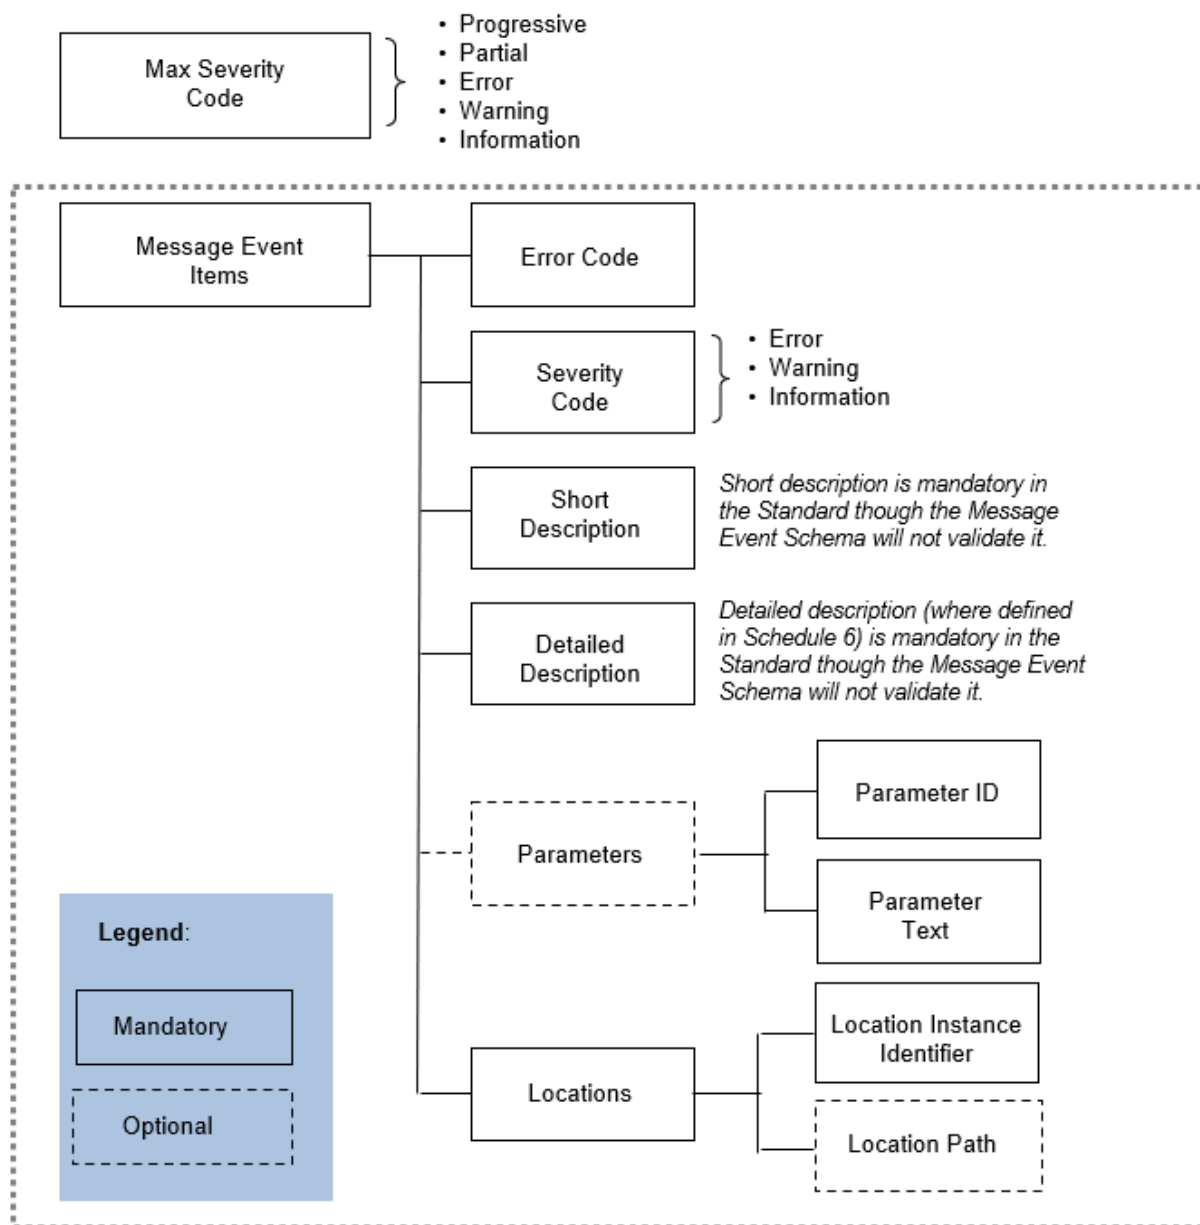 Max Severity
Code
• Progressive
• Partial
• Error
• Warning
• Information
Message Event
Items
Error Code
Severity
Code
• Error
• Warning
• Information
Short
Description
Short description is mandatory in
the Standard though the Message
Event Schema will not validate it.
Detailed
Description
Detailed description (where defined
in Schedule 6) is mandatory in the
Standard though the Message Event
Schema will not validate it.
Parameters
Parameter ID
Parameter
Text
Locations
Location Instance
Identifier
Location Path
Legend:
Mandatory
Optional